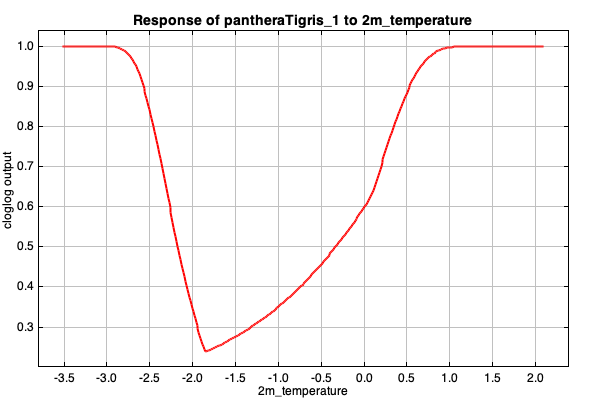 Response of pantheraTigris_1 to 2m_temperature
cloglog output
1.0
0.9
0.8
0.7
0.6
0.5
0.4
0.3
-3.5 -3.0 -2.5 -2.0 -1.5 -1.0 -0.5 0.0 0.5 1.0 1.5 2.0
2m_temperature